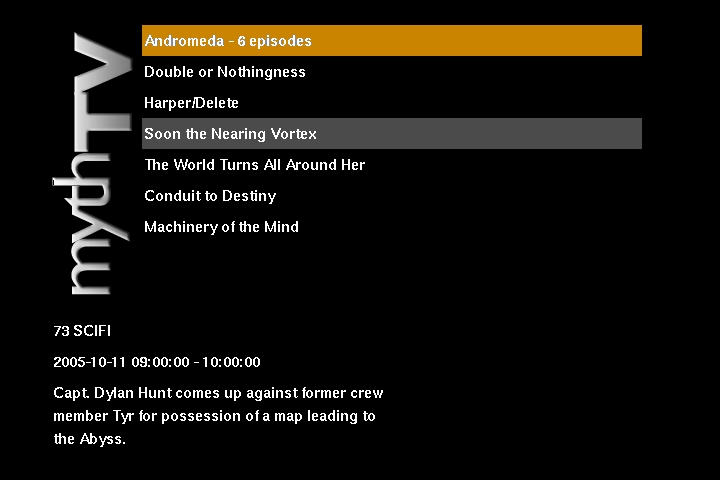 mythTV
Andromeda - 6 episodes
Double or Nothingness
Harper/Delete
Soon the Nearing Vortex
The World Turns All Around Her
Conduit to Destiny
Machinery of the Mind
73 SCIFI
2005-10-11 09:00:00 - 10:00:00
Capt. Dylan Hunt comes up against former crew
member Tyr for possession of a map leading to
the Abyss.